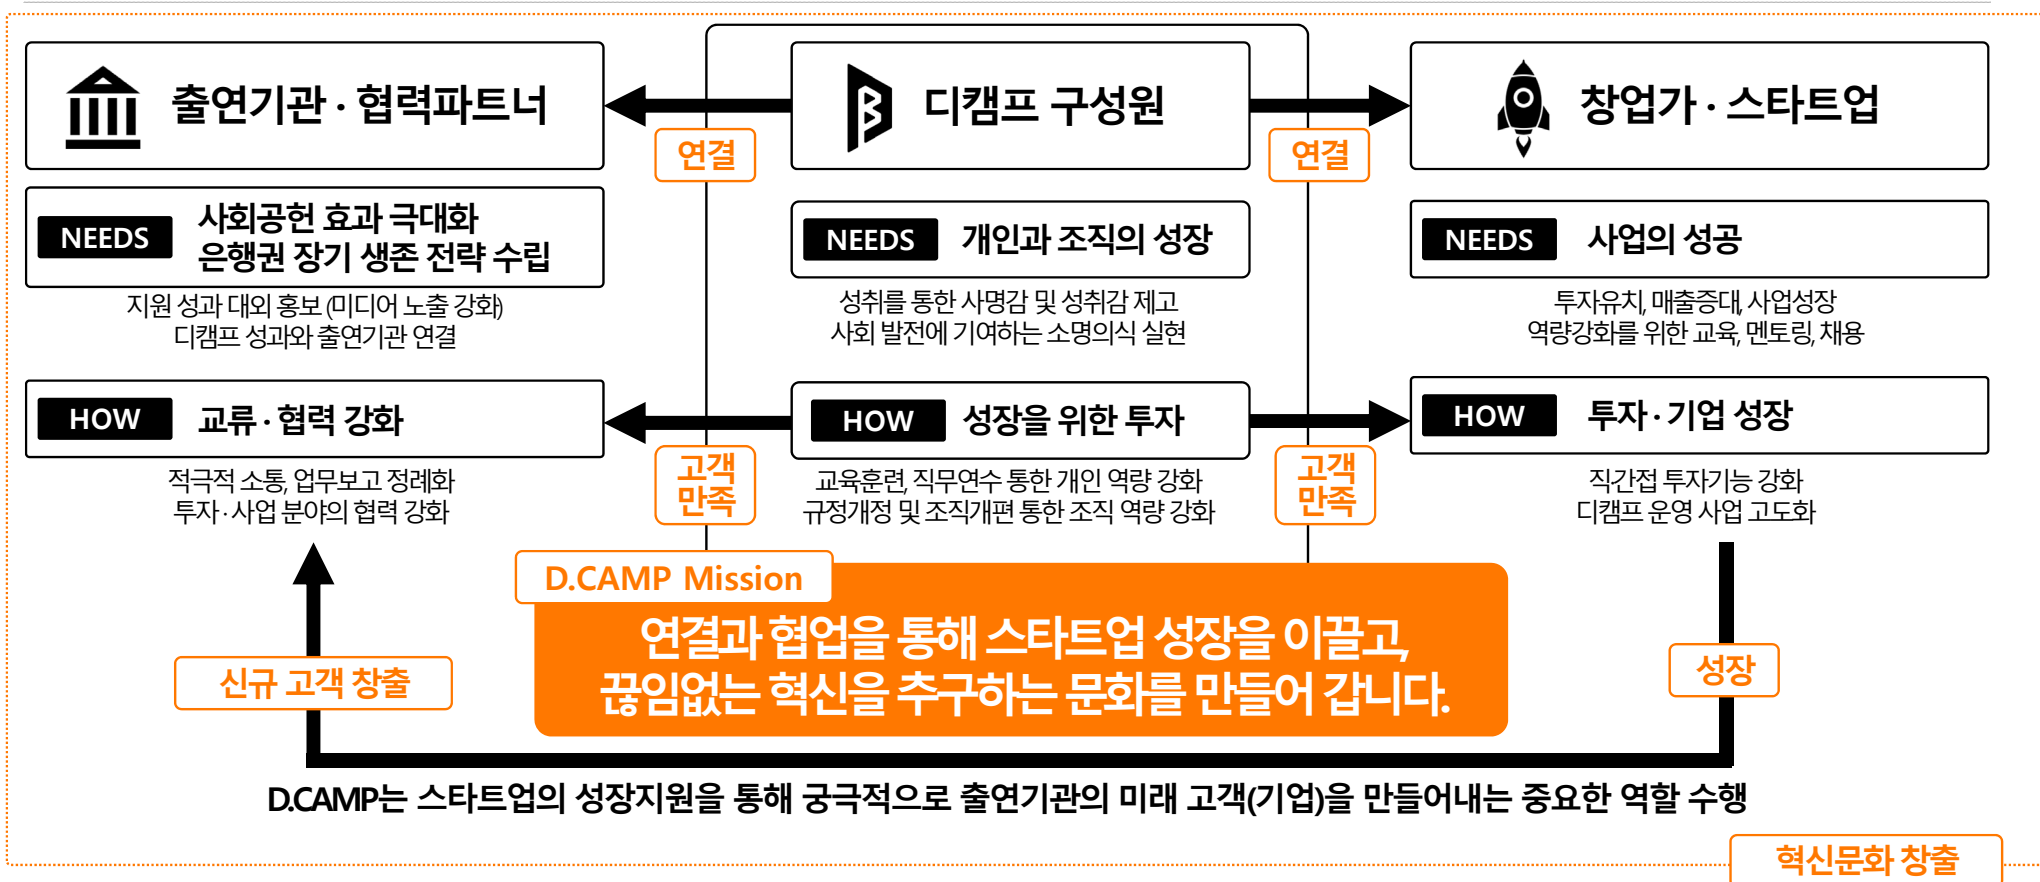 출연기관 · 협력파트너
디캠프 구성원
창업가 · 스타트업
연결
연결
NEEDS
사회공헌 효과 극대화
은행권 장기 생존 전략 수립
지원 성과 대외 홍보 (미디어 노출 강화)
디캠프 성과와 출연기관 연결
NEEDS 개인과 조직의 성장
성취를 통한 사명감 및 성취감 제고
사회 발전에 기여하는 소명의식 실현
NEEDS 사업의 성공
투자유치, 매출증대, 사업성장
역량강화를 위한 교육, 멘토링, 채용
HOW 교류 · 협력 강화
적극적 소통, 업무보고 정례화
투자 · 사업 분야의 협력 강화
HOW 성장을 위한 투자
교육훈련, 직무연수 통한 개인 역량 강화
규정개정 및 조직개편 통한 조직 역량 강화
HOW 투자 · 기업 성장
직간접 투자기능 강화
디캠프 운영 사업 고도화
고객
만족
고객
만족
D.CAMP Mission
연결과 협업을 통해 스타트업 성장을 이끌고,
끊임없는 혁신을 추구하는 문화를 만들어 갑니다.
신규 고객 창출
성장
D.CAMP는 스타트업의 성장지원을 통해 궁극적으로 출연기관의 미래 고객(기업)을 만들어내는 중요한 역할 수행
혁신문화 창출